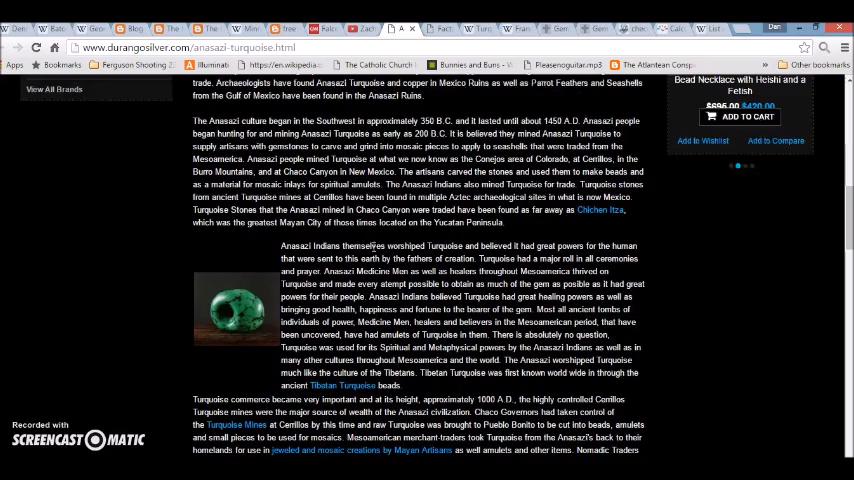 Den
Bat
Geo
Blog
The
The
Min
free
Falc
Zach
A
Fact
Turq
Fran
Gem
Gem
chec
Calc
Loc
Dan
www.durangosilver.com/anasazi-turquoise.html
Apps
Bookmarks
Ferguson Shooting 2
Illuminati
https://en.wikipedia
The Catholic Church
Bunnies and Buns - Pi
Pleasenoguitar.mp3
The Atlantean Conspi
Other bookmarks
View All Brands
trade. Archaeologists have found Anasazi Turquoise and copper in Mexico Ruins as well as Parrot Feathers and Seashells
from the Gulf of Mexico have been found in the Anasazi Ruins.
The Anasazi culture began in the Southwest in approximately 350 B.C. and it lasted until about 1450 A.D. Anasazi people
began hunting for and mining Anasazi Turquoise as early as 200 B.C. It is believed they mined Anasazi Turquoise to
supply artists with gemstones to carve and grind into mosaic pieces to apply to seashells that were traded from the
Mesoamerica. Anasazi people mined Turquoise at what we now know as the Conejos area of Colorado, at Cerrillos, in the
Burro Mountains, and at Chaco Canyon in New Mexico. The artisans carved the stones and used them to make beads and
as a material for mosaic inlays for spiritual amulets. The Anasazi Indians also mined Turquoise for trade. Turquoise stones
from ancient Turquoise mines at Cerrillos have been found in multiple Aztec archaeological sites in what is now Mexico.
Turquoise Stones that the Anasazi mined in Chaco Canyon were traded have been found as far away as Chichen Itza,
which was the greatest Mayan City of those times located on the Yucatan Peninsula.
Anasazi Indians themselves worshiped Turquoise and believed it had great powers for the human
that were sent to this earth by the fathers of creation. Turquoise had a major roll in all ceremonies
and prayer. Anasazi Medicine Men as well as healers throughout Mesoamerica thrived on
Turquoise and made every atempt possible to obtain as much of the gem as posible as it had great
powers for their people. Anasazi Indians believed Turquoise had great healing powers as well as
bringing good health, happiness and fortune to the bearer of the gem. Most all ancient tombs of
individuals of power, Medicine Men, healers and believers in the Mesoamerican period, that have
been uncovered, have had amulets of Turquoise in them. There is absolutely no question,
Turquoise was used for its Spiritual and Metaphysical powers by the Anasazi Indians as well as in
many other cultures throughout Mesoamerica and the world. The Anasazi worshipped Turquoise
much like the culture of the Tibetans. Tibetan Turquoise was first known world wide in through the
ancient Tibetan Turquoise beads.
Turquoise commerce became very important and at its height, approximately 1000 A.D., the highly controlled Cerrillos
Turquoise mines were the major source of wealth of the Anasazi civilization. Chaco Governors had taken control of
the Turquoise Mines at Cerrillos by this time and raw Turquoise was brought to Pueblo Bonito to be cut into beads, amulets
and small pieces to be used for mosaics. Mesoamerican merchant-traders took Turquoise from the Anasazi's back to their
homelands for use in jeweled and mosaic creations by Mayan Artisans as well amulets and other items. Nomadic Traders
Bead Necklace with Heishi and a
Fetish
$695.00 $420.00
ADD TO CART
Add to Wishlist
Add to Compare
Recorded with
SCREENCAST MATIC